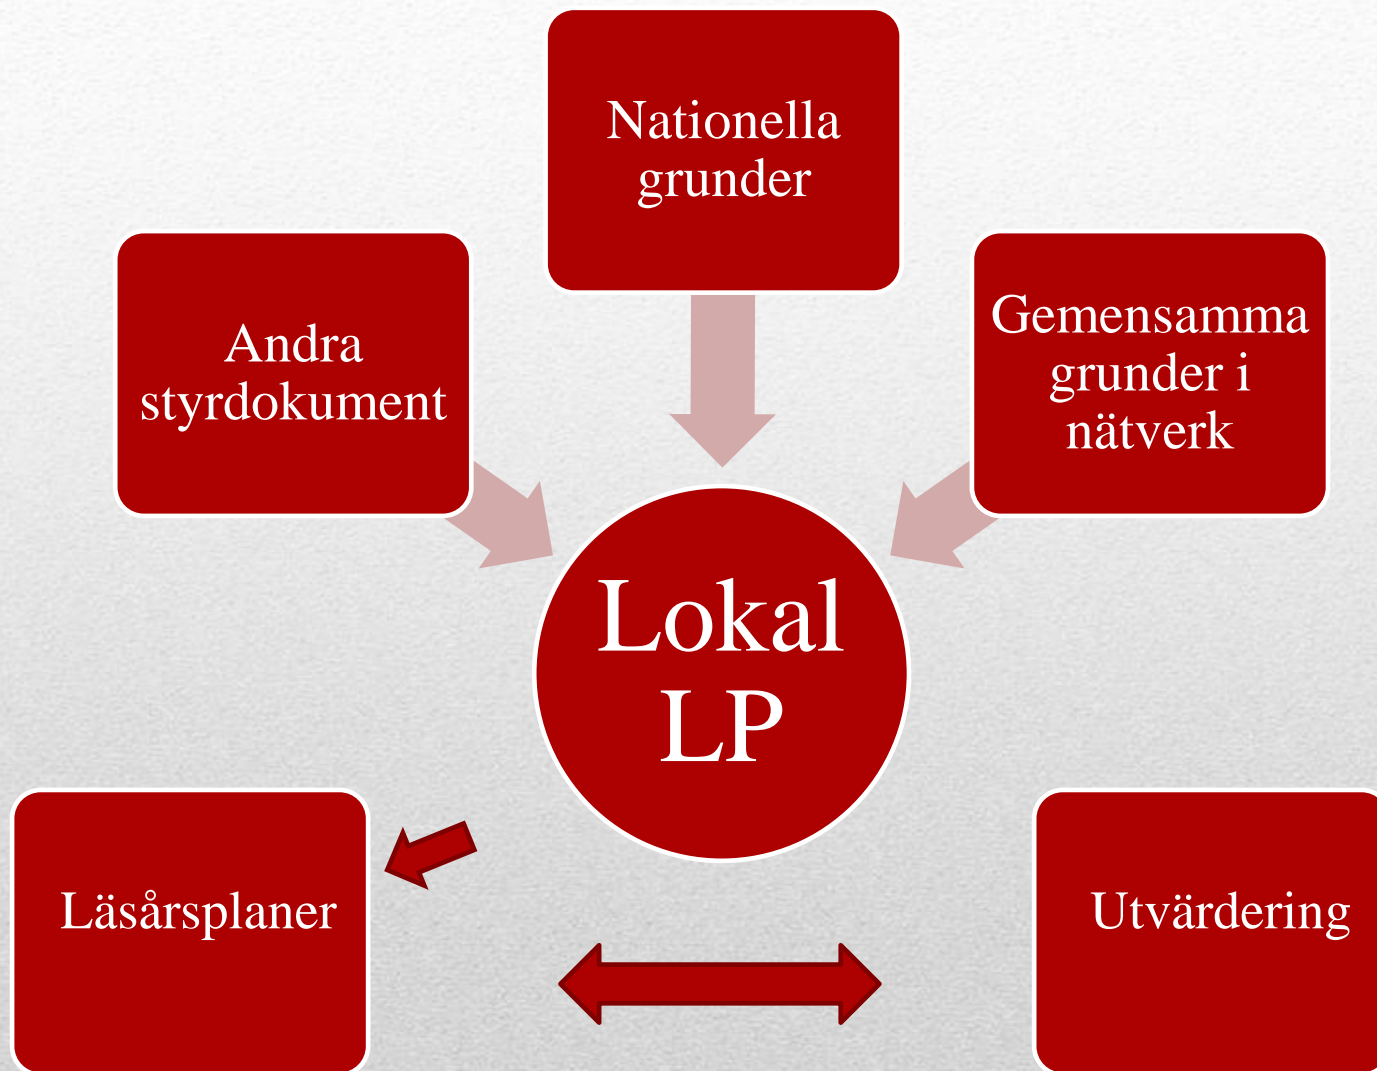 Nationella
grunder
Andra
styrdokument
Gemensamma
grunder i
nätverk
Lokal
LP
Läsårsplaner
Utvärdering